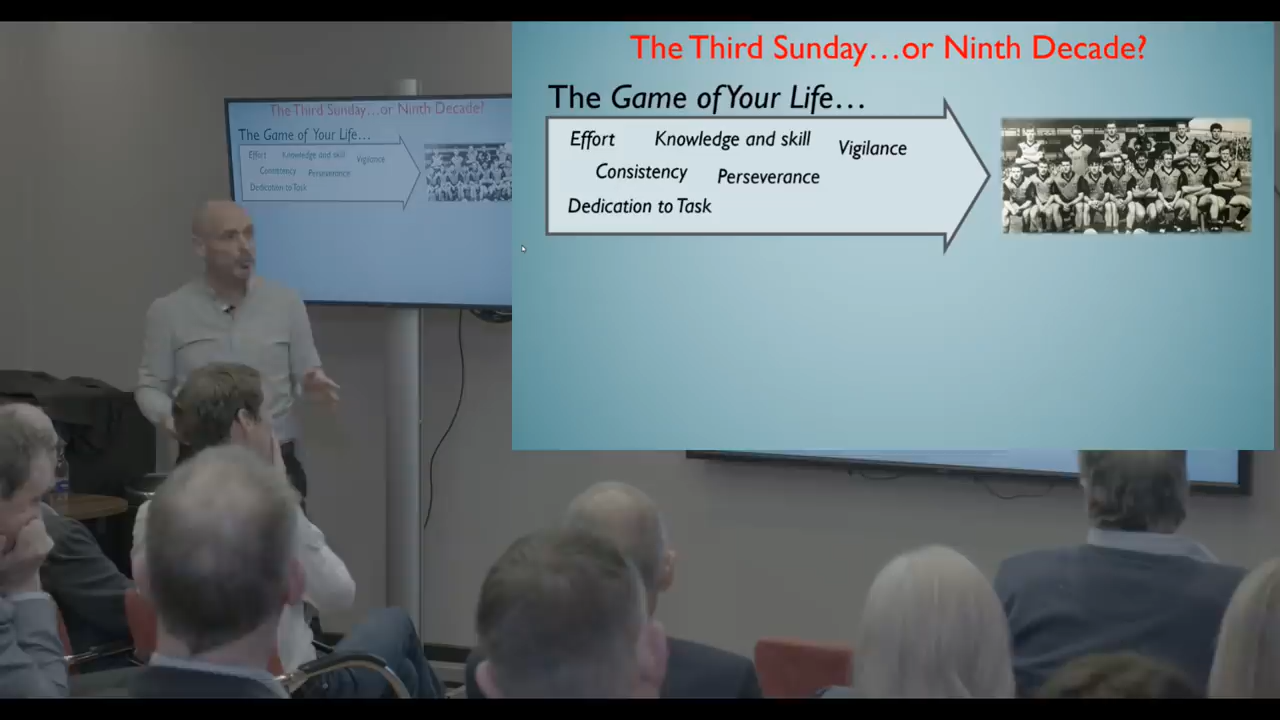 The Third Sunday…or Ninth Decade?
The Game of Your Life…
Effort Knowledge and skill Vigilance
Consistency Perseverance
Dedication to Task
The Third Sunday…or Ninth Decade?
The Game of Your Life…
Effort Knowledge and skill Vigilance
Consistency Perseverance
Dedication to Task